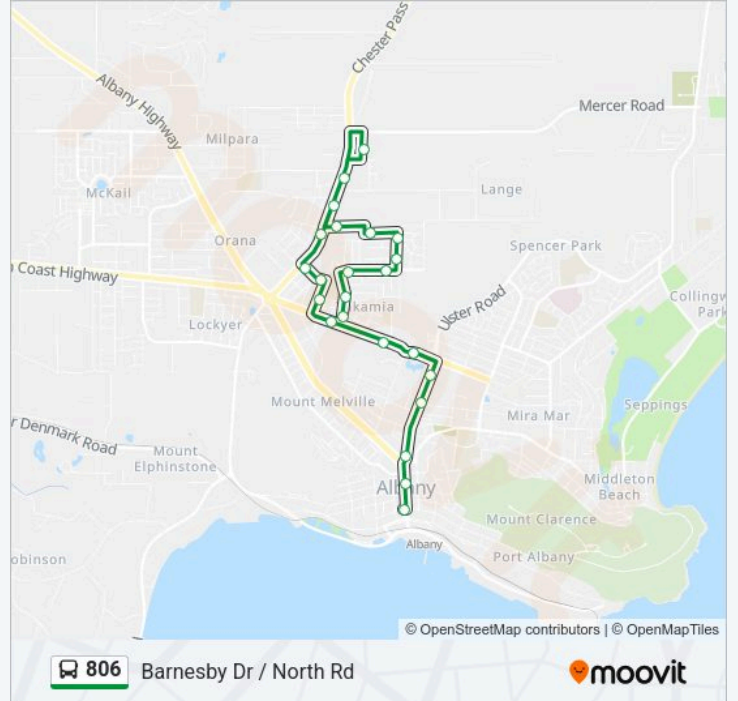 Chester Pass
Albany Highway
Mercer Road
Milpara
McKail
Lange
Orana
Spencer Park
Coast Highway
Collingw
Park
Ulster Road
kamia
Lockyer
Mount Melville
Seppings
Mira Mar
r Denmark Road
Mount
Elphinstone
Middleton
Beach
Albany
Mount Clarence
Albany
Port Albany
obinson
© OpenStreetMap contributors | © OpenMapTiles
806 Barnesby Dr / North Rd
moovit